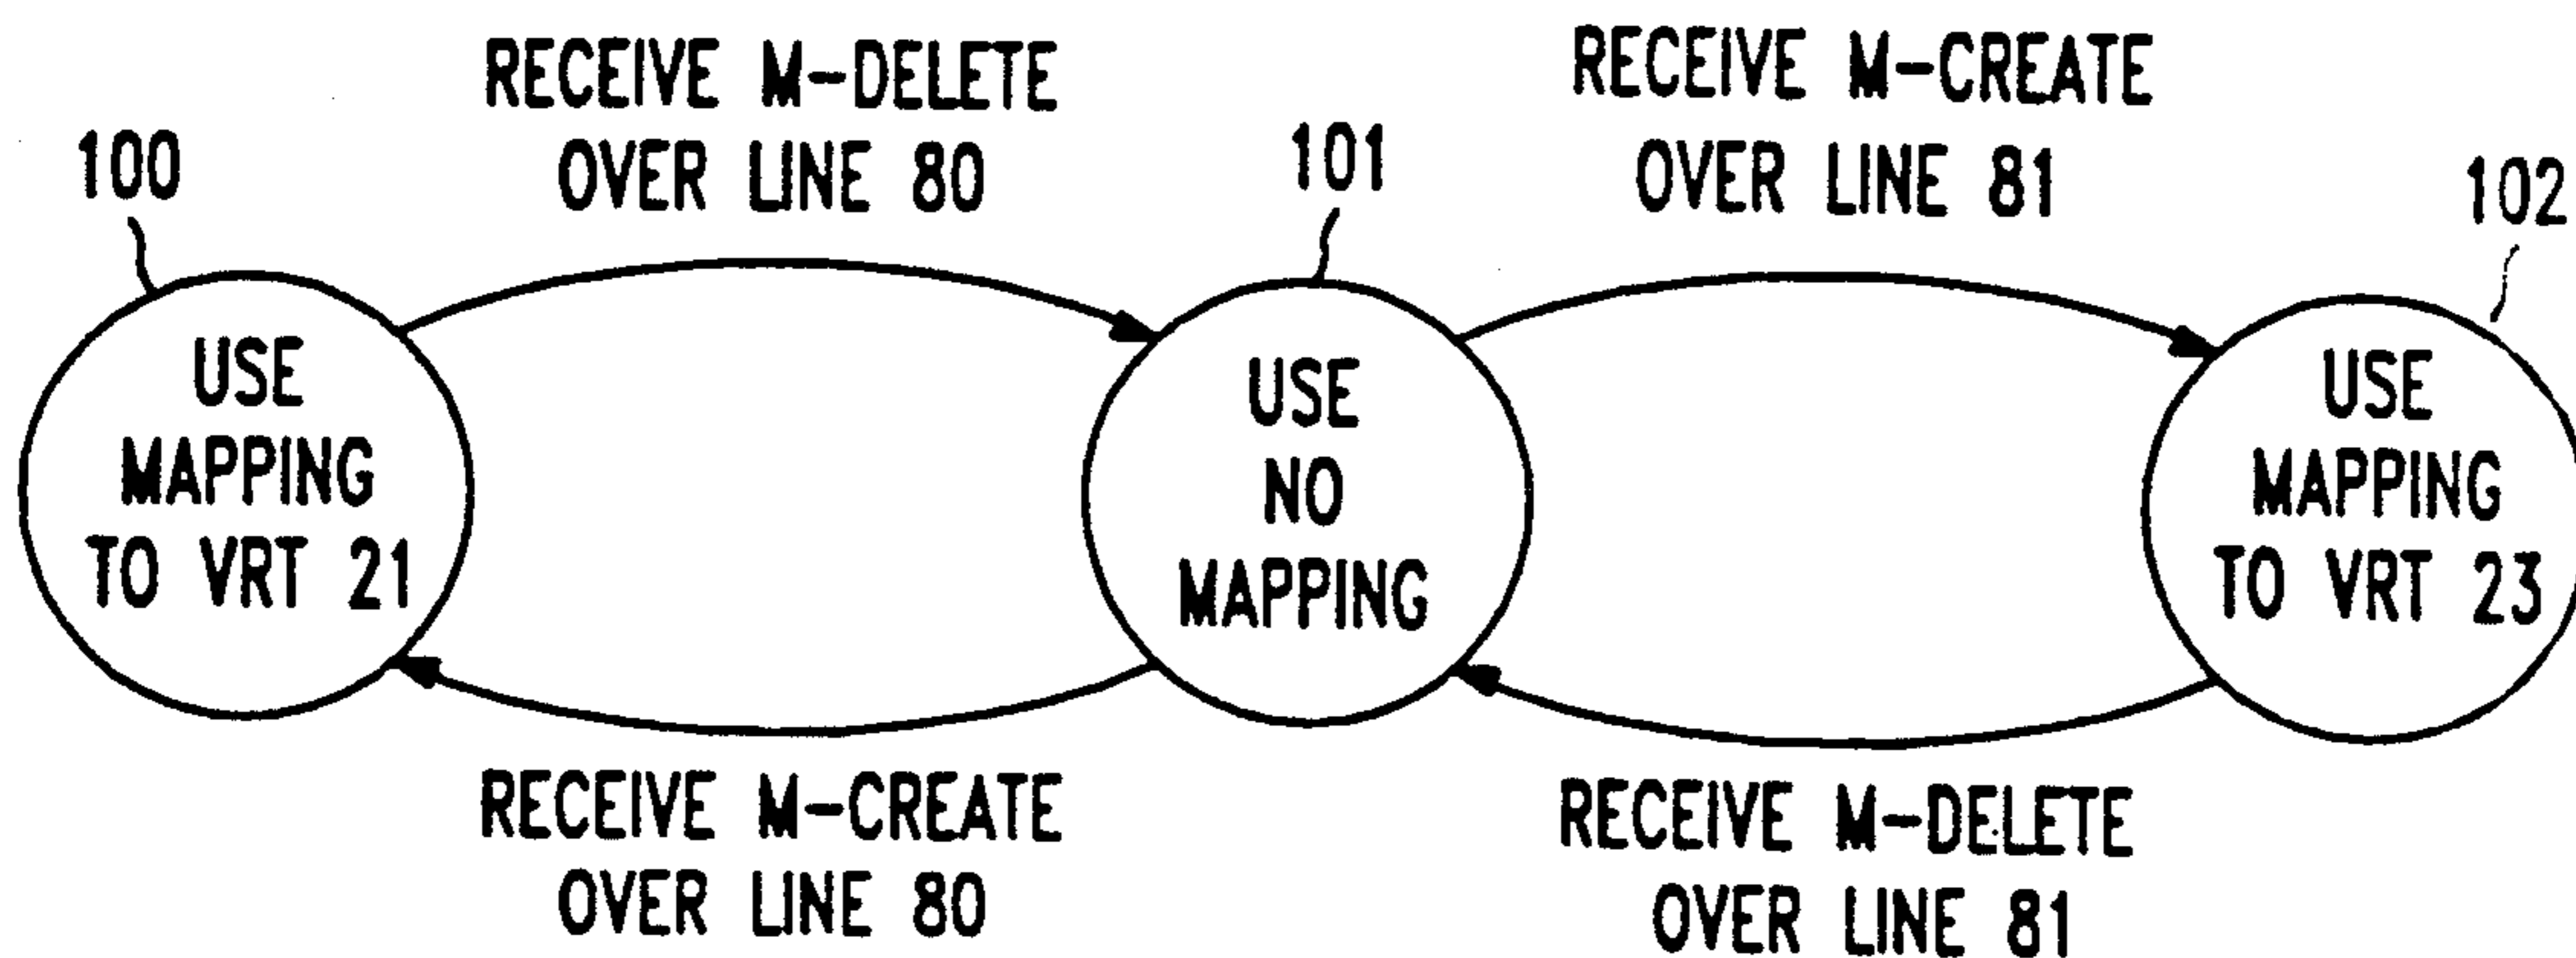 RECEIVE M-DELETE
OVER LINE 80
RECEIVE M-CREATE
OVER LINE 81
100
101
102
USE
MAPPING
TO VRT 21
USE
NO
MAPPING
USE
MAPPING
TO VRT 23
RECEIVE M-CREATE
OVER LINE 80
RECEIVE M-DELETE
OVER LINE 81